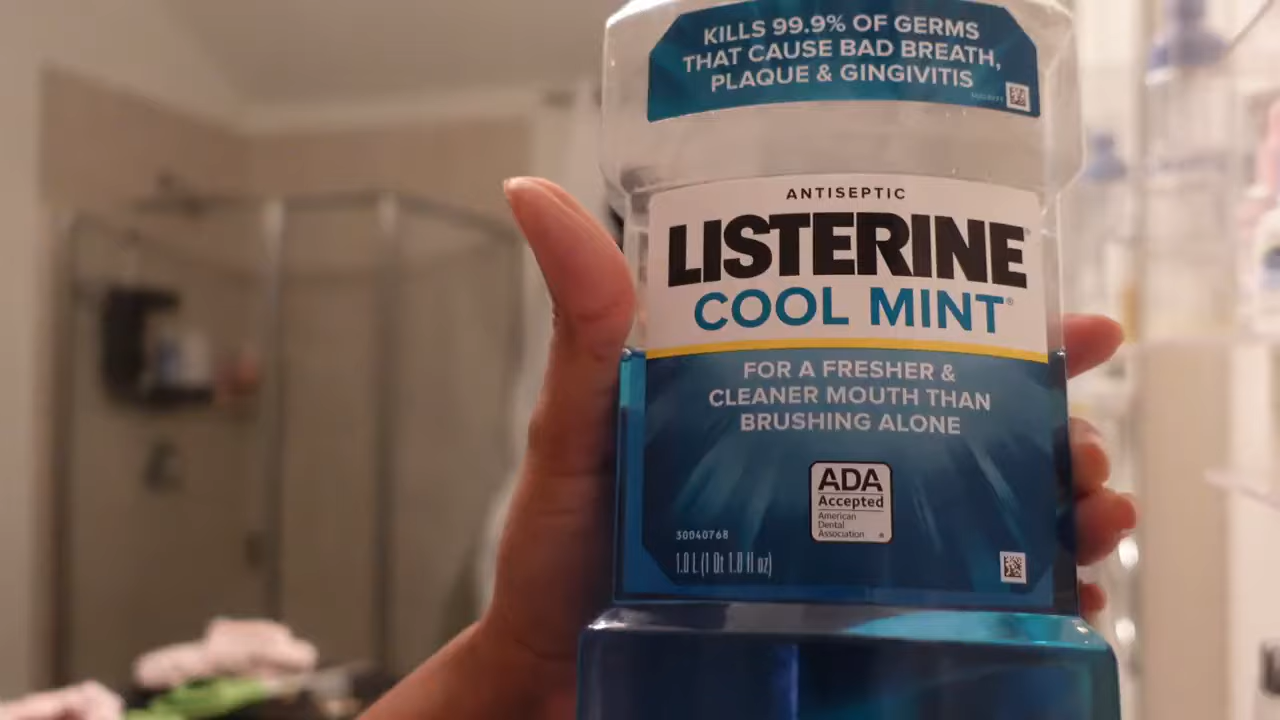 KILLS 99.9% OF GERMS
THAT CAUSE BAD BREATH,
PLAQUE & GINGIVITIS
ANTISEPTIC
LISTERINE
COOL MINT®
FOR A FRESHER &
CLEANER MOUTH THAN
BRUSHING ALONE
ADA
Accepted
American
Dental
Association
®
30040768
1.0 L (1 Qt 1.8 fl oz)